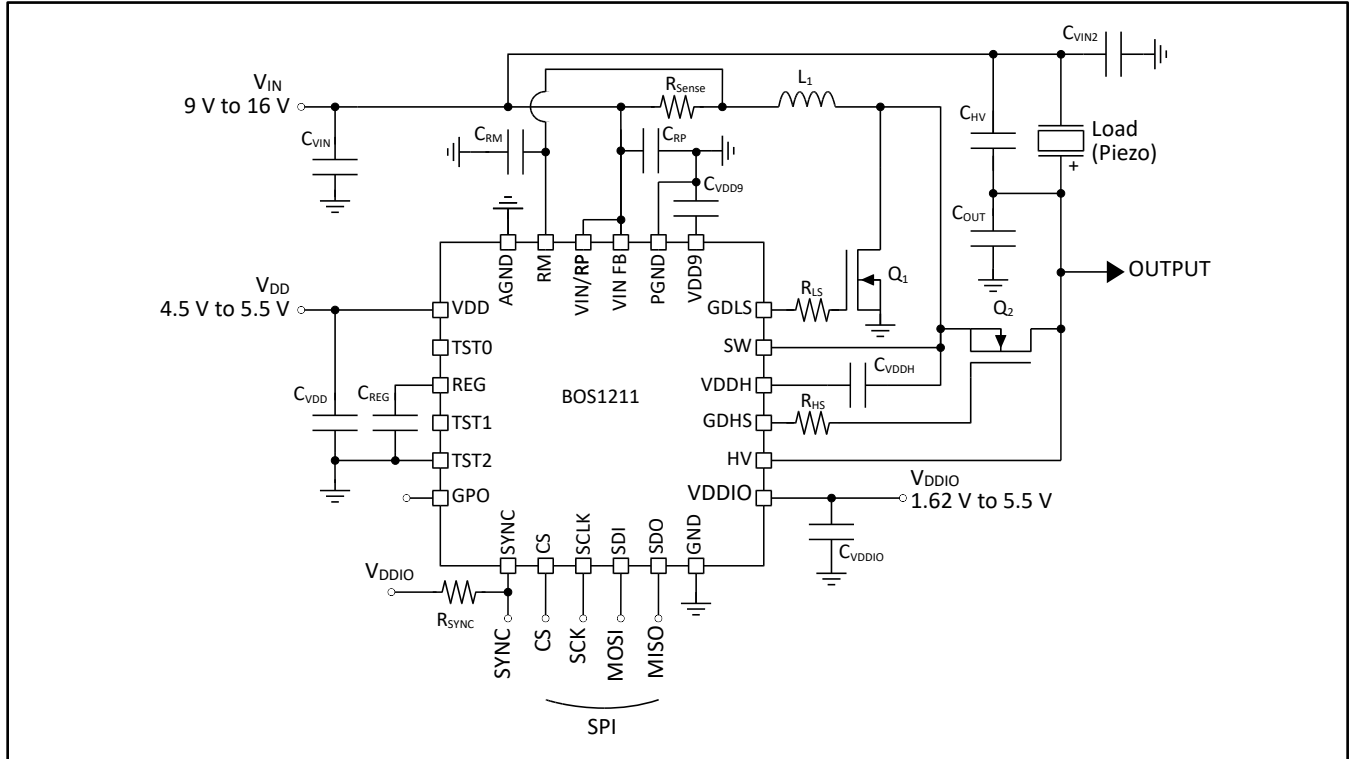 CVIN2
VIN
9 V to 16 V
RSense
L1
CHV
Load
(Piezo)
+
CVIN
CRM
CRP
CVDD9
COUT
OUTPUT
AGND
RM
VIN/RP
VIN FB
PGND
VDD9
VDD
4.5 V to 5.5 V
VDD
TST0
REG
TST1
TST2
GPO
CVDD
CREG
BOS1211
GDLS
SW
VDDH
GDHS
HV
VDDIO
RLS
Q1
Q2
CVDDH
RHS
VDDIO
1.62 V to 5.5 V
CVDDIO
SYNC
CS
SCLK
SDI
SDO
GND
VDDIO
RSYNC
SYNC
CS
SCK
MOSI
MISO
SPI